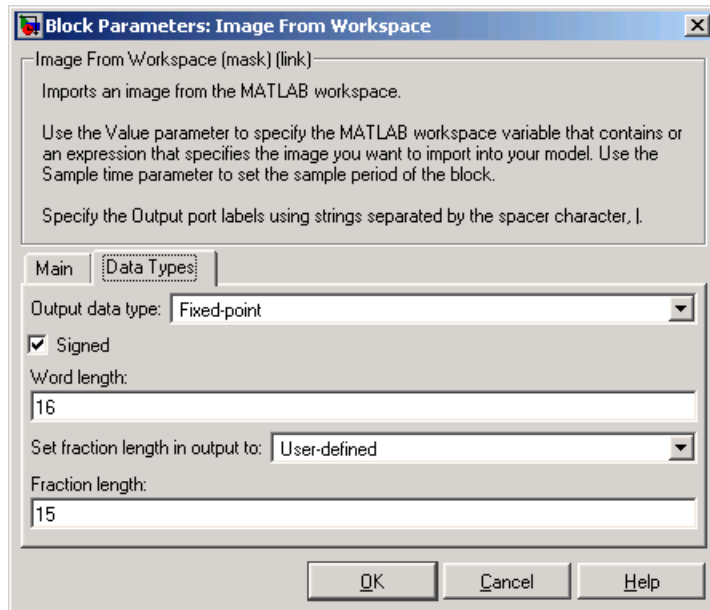 Block Parameters: Image From Workspace
Image From Workspace (mask) (link)
Imports an image from the MATLAB workspace.
Use the Value parameter to specify the MATLAB workspace variable that contains or
an expression that specifies the image you want to import into your model. Use the
Sample time parameter to set the sample period of the block.
Specify the Output port labels using strings separated by the spacer character, |.
Main Data Types
Output data type: Fixed-point
Signed
Word length:
16
Set fraction length in output to: User-defined
Fraction length:
15
OK Cancel Help